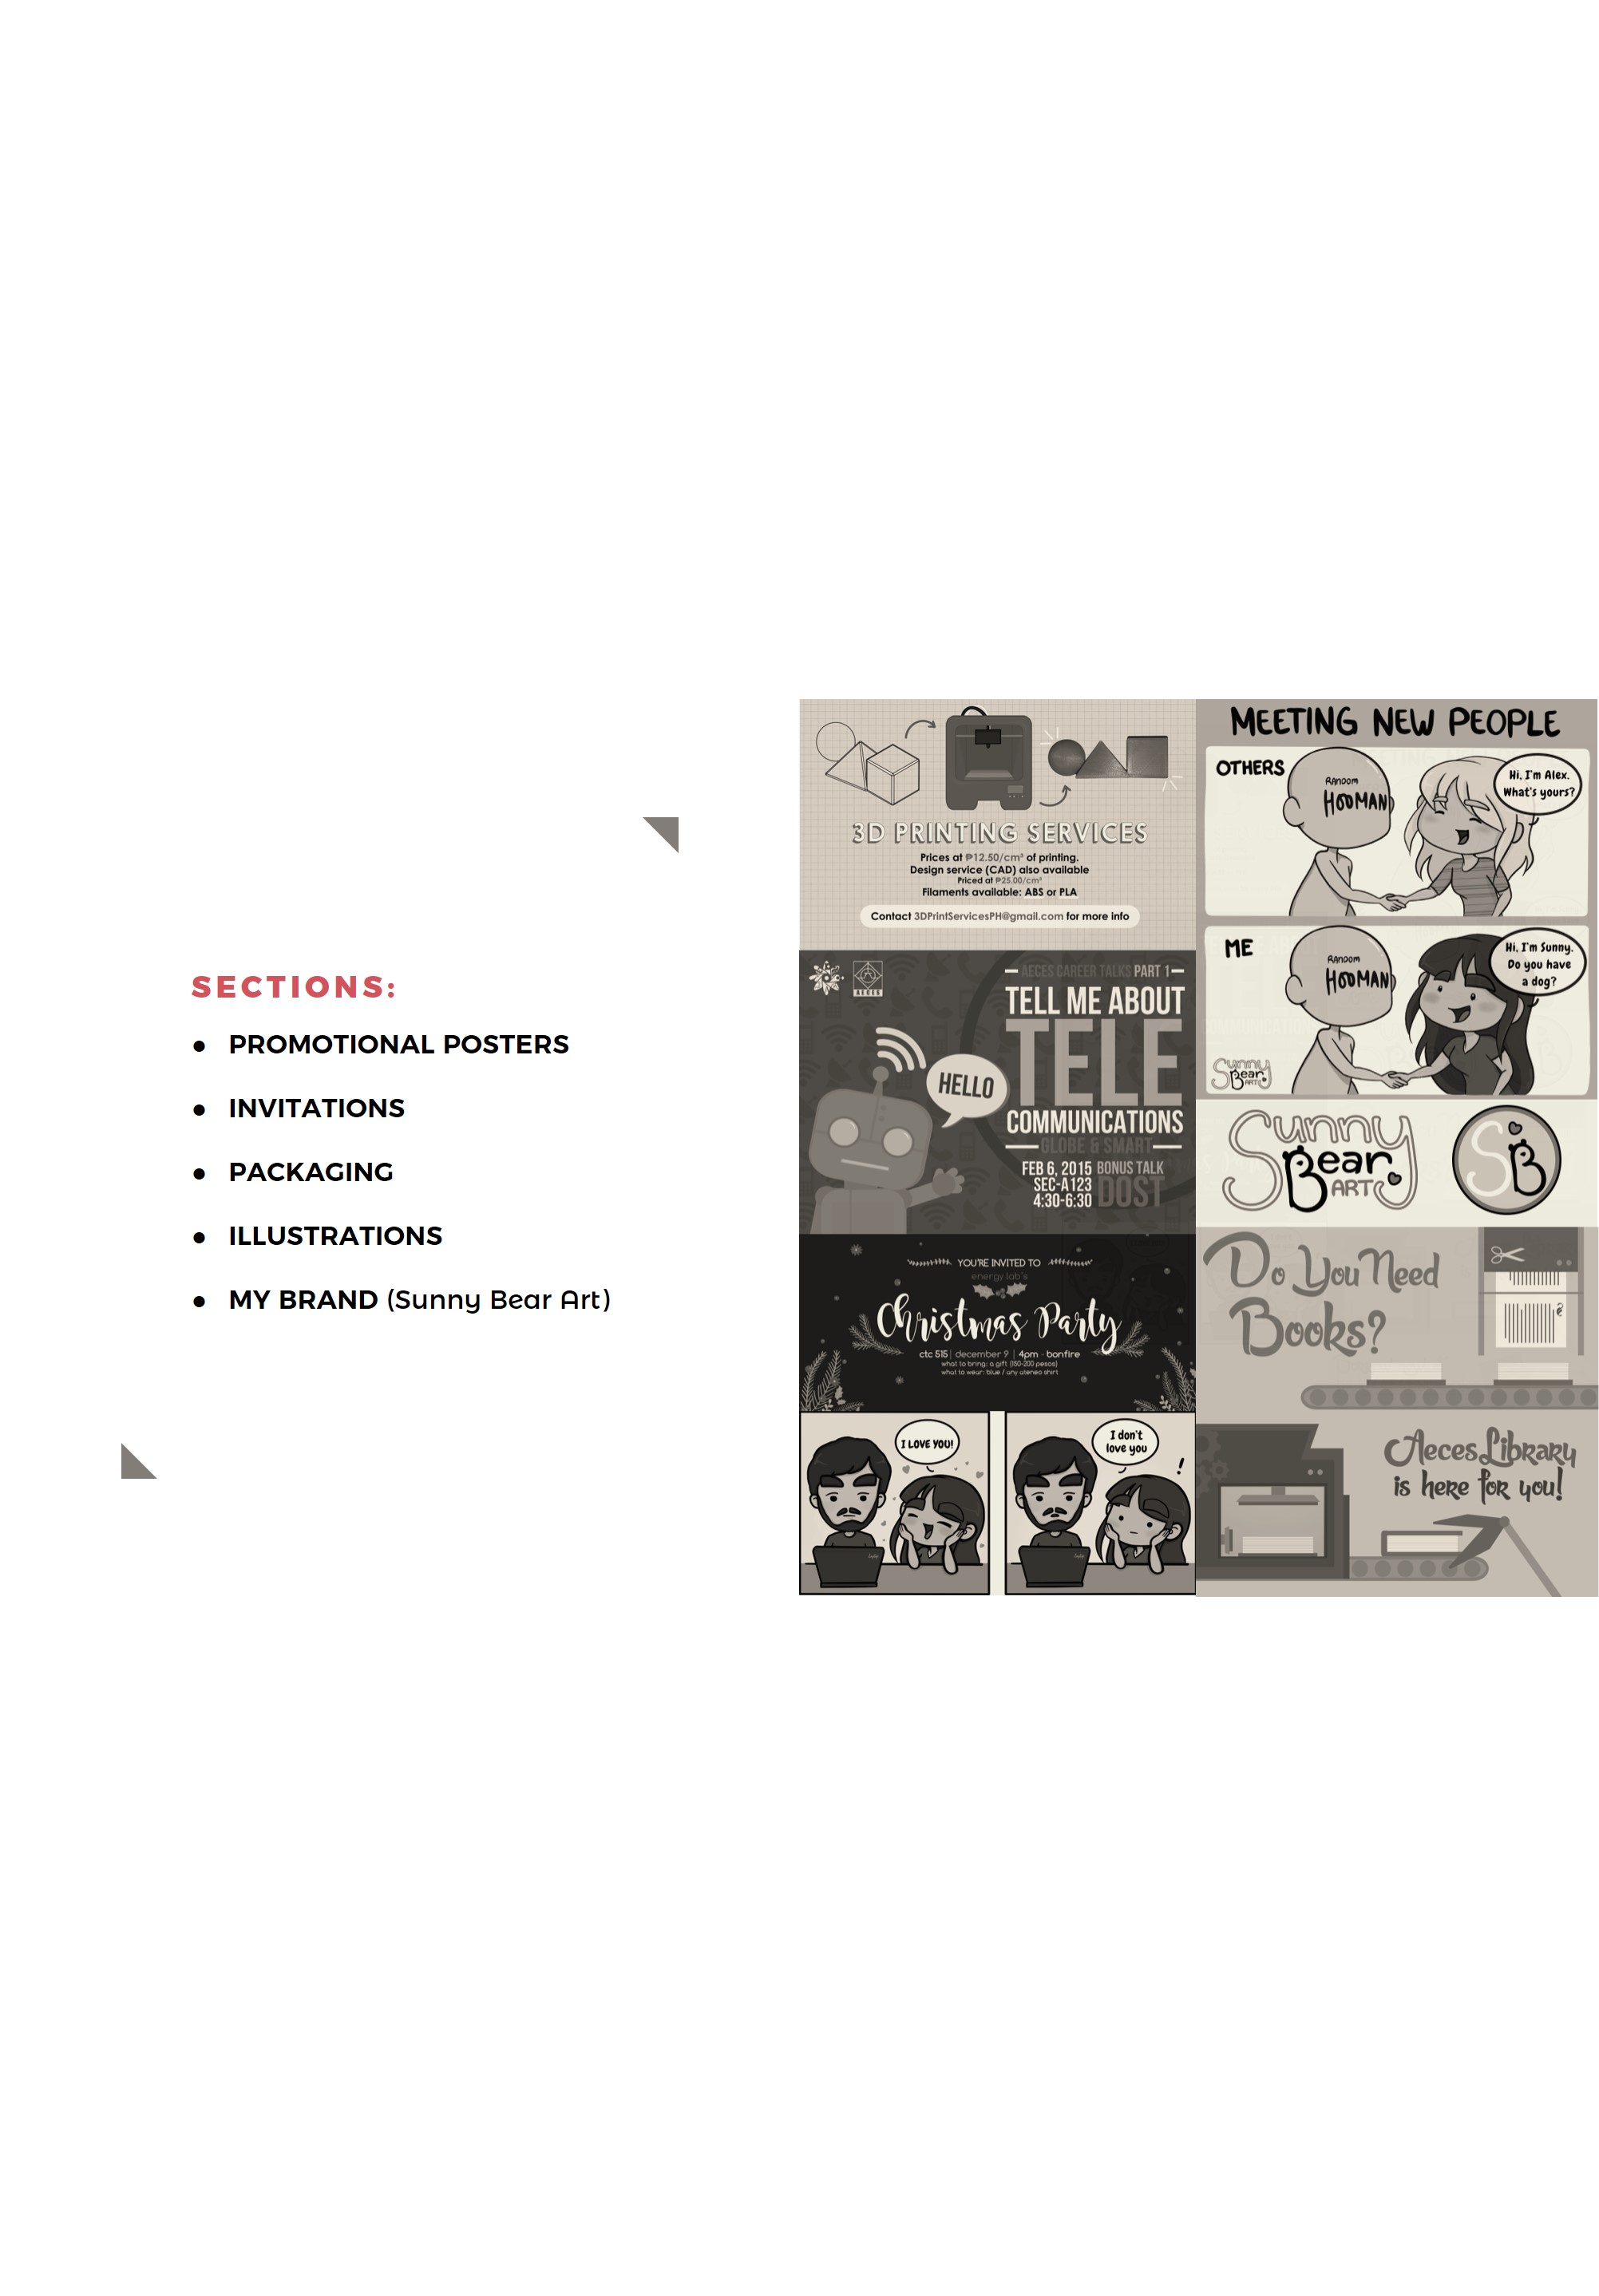 SECTIONS:
● PROMOTIONAL POSTERS
● INVITATIONS
● PACKAGING
● ILLUSTRATIONS
● MY BRAND (Sunny Bear Art)
3D PRINTING SERVICES
Prices at ₱12.50/cm³ of printing.
Design service (CAD) also available
Priced at ₱25.00/cm³
Filaments available: ABS or PLA
Contact 3DPrintServicesPH@gmail.com for more info
AECES
AECES CAREER TALKS PART 1
TELL ME ABOUT
TELE
COMMUNICATIONS
GLOBE & SMART
HELLO
FEB 6, 2015 BONUS TALK
SEC-A123 DOST
4:30-6:30
YOU'RE INVITED TO
energy lab's
Christmas Party
ctc 515 | december 9 | 4pm - bonfire
what to bring: a gift (150-200 pesos)
what to wear: blue / any ateneo shirt
I LOVE YOU!
I don't
love you
!
MEETING NEW PEOPLE
OTHERS
RANDOM
HOOMAN
Hi, I'm Alex.
What's yours?
ME
RANDOM
HOOMAN
Hi, I'm Sunny.
Do you have
a dog?
Sunny
Bear
ART
Sunny
Bear
ART
SB
Do You Need
Books?
Aeces Library
is here for you!